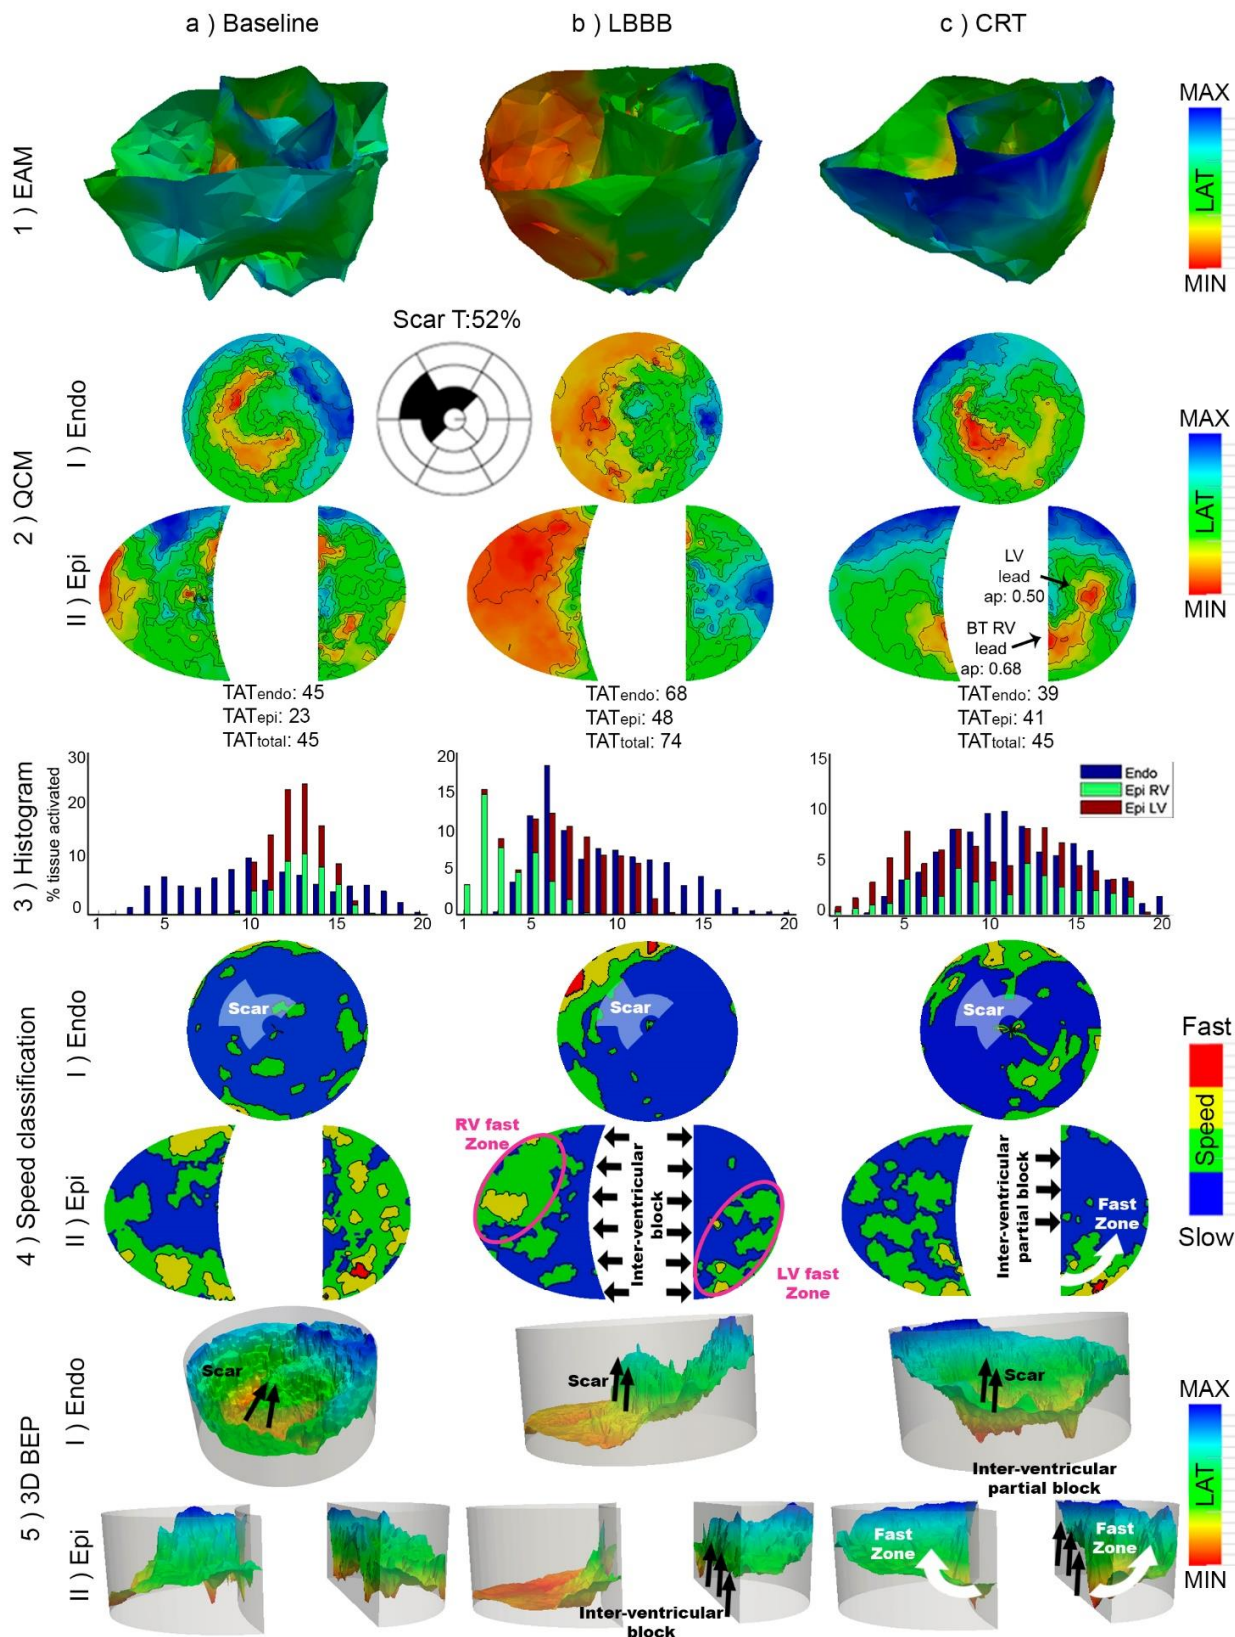 a ) Baseline
b ) LBBB
c ) CRT
1 ) EAM
MAX
LAT
MIN
Scar T:52%
2 ) QCM
I ) Endo
II ) Epi
MAX
LAT
MIN
LV
lead
ap: 0.50
BT RV
lead
ap: 0.68
TATendo: 45
TATepi: 23
TATtotal: 45
TATendo: 68
TATepi: 48
TATtotal: 74
TATendo: 39
TATepi: 41
TATtotal: 45
3 ) Histogram
% tissue activated
30
20
10
0
1
5
10
15
20
20
15
10
5
0
1
5
10
15
20
15
10
5
0
1
5
10
15
20
Endo
Epi RV
Epi LV
4 ) Speed classification
I ) Endo
Scar
Scar
Scar
II ) Epi
RV fast
Zone
Inter-ventricular
block
LV fast
Zone
Inter-ventricular
partial block
Fast
Zone
Fast
Speed
Slow
5 ) 3D BEP
I ) Endo
Scar
Scar
Scar
Inter-ventricular
partial block
II ) Epi
Inter-ventricular
block
Fast
Zone
Fast
Zone
MAX
LAT
MIN